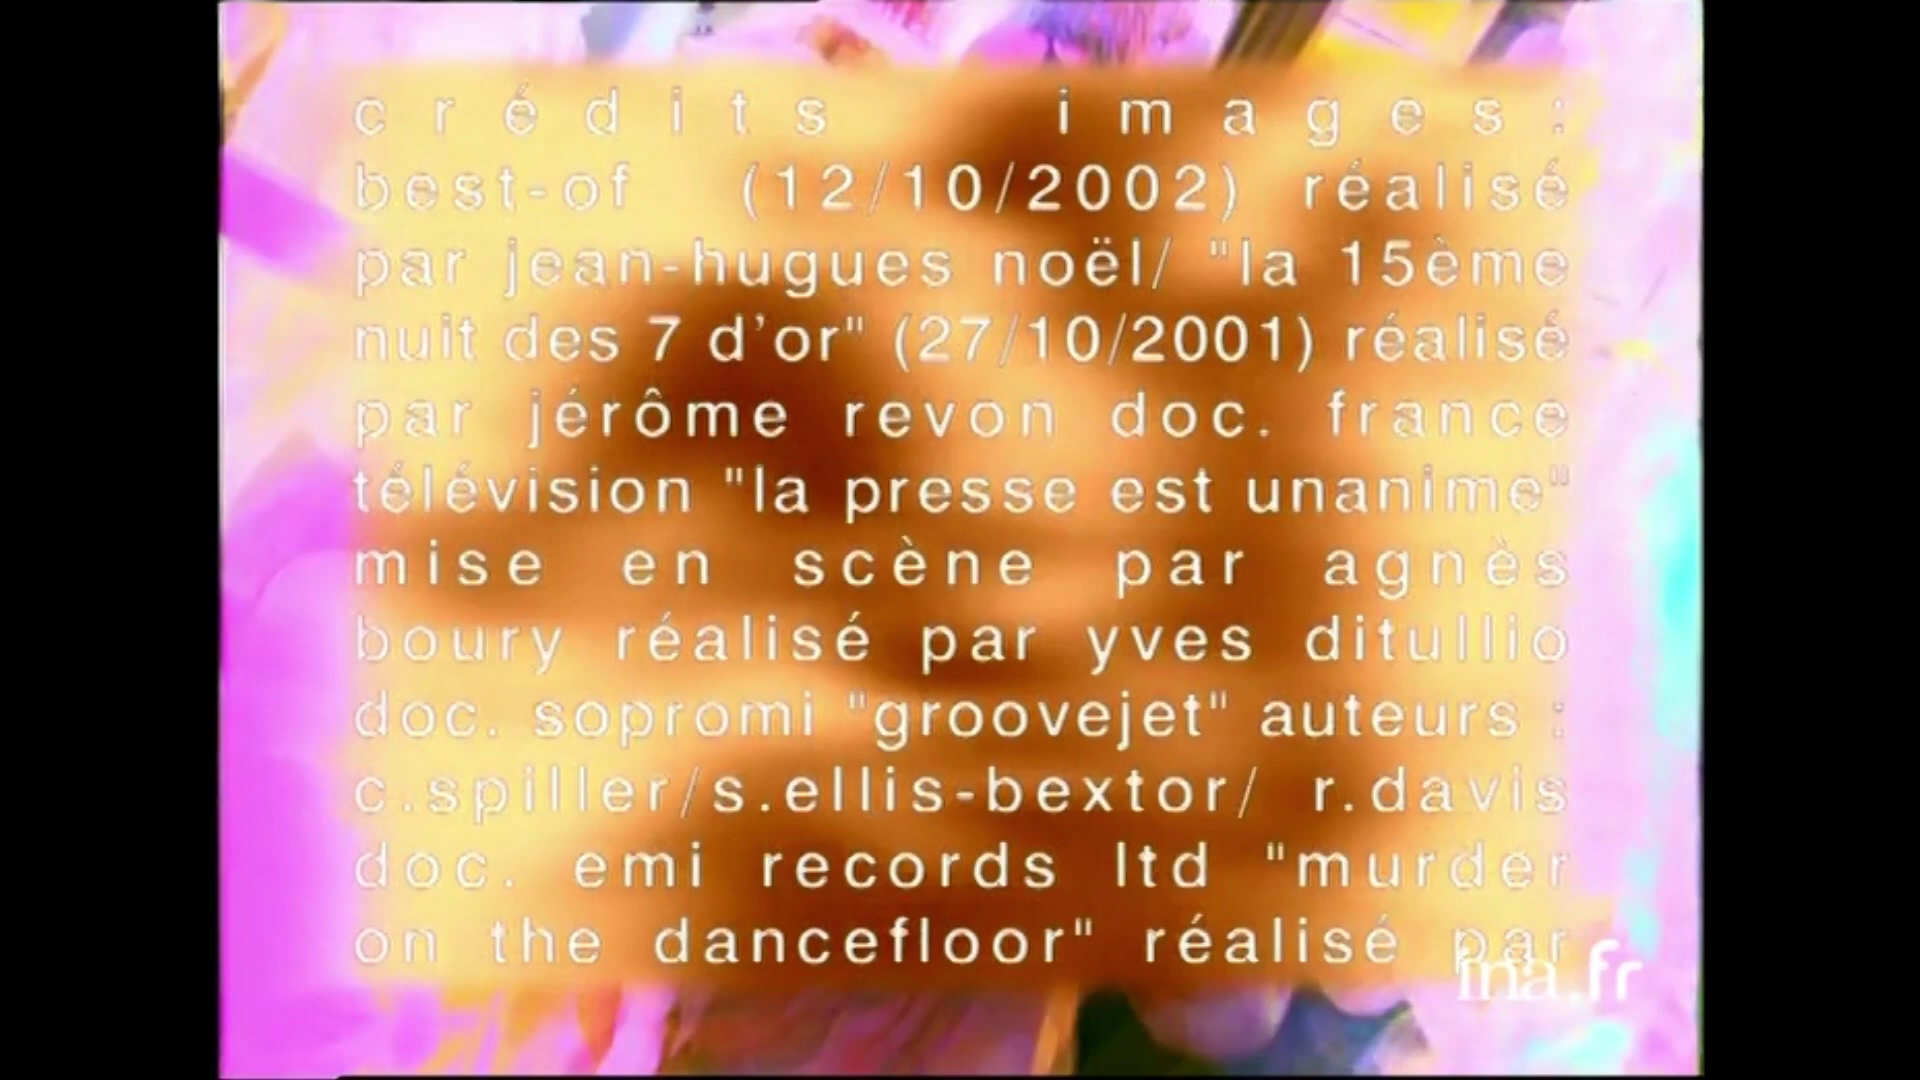 crédits images:
best-of (12/10/2002) réalisé
par jean-hugues noël/ "la 15ème
nuit des 7 d'or" (27/10/2001) réalisé
par jérôme revon doc. france
télévision "la presse est unanime"
mise en scène par agnès
boury réalisé par yves ditullio
doc. sopromi "groovejet" auteurs :
c.spiller/s.ellis-bextor/ r.davis
doc. emi records ltd "murder
on the dancefloor" réalisé par
ina.fr